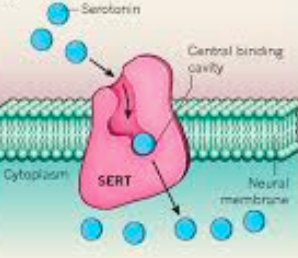 Serotonin
Central binding
cavity
Cytoplasm
SERT
Neural
membrane